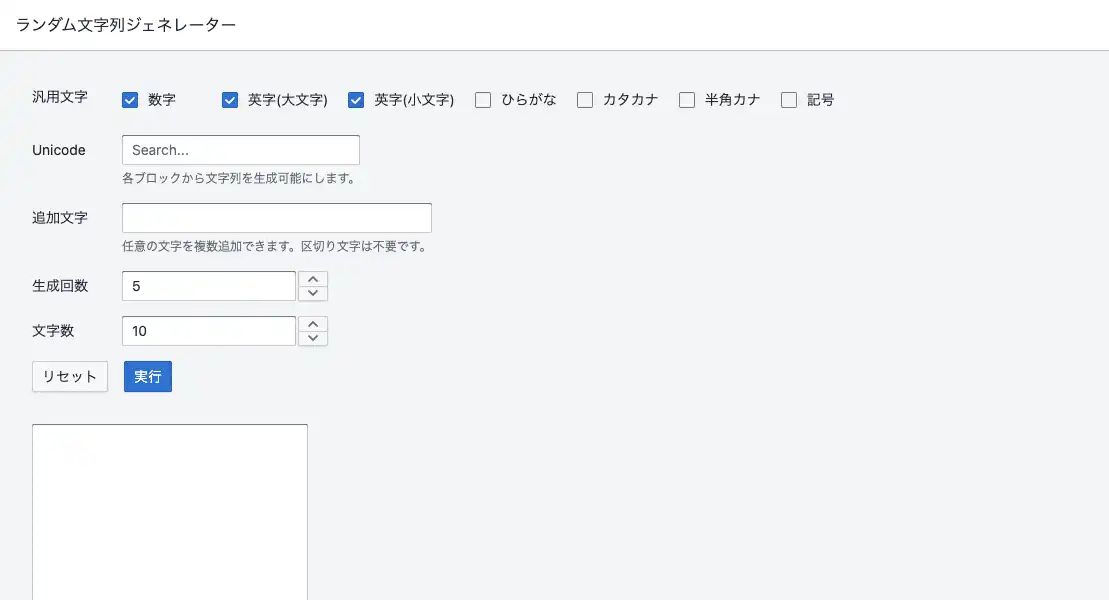 ランダム文字列ジェネレーター
汎用文字 数字 英字(大文字) 英字(小文字) ひらがな カタカナ 半角カナ 記号
Unicode Search...
各ブロックから文字列を生成可能にします。
追加文字
任意の文字を複数追加できます。区切り文字は不要です。
生成回数 5
文字数 10
リセット 実行